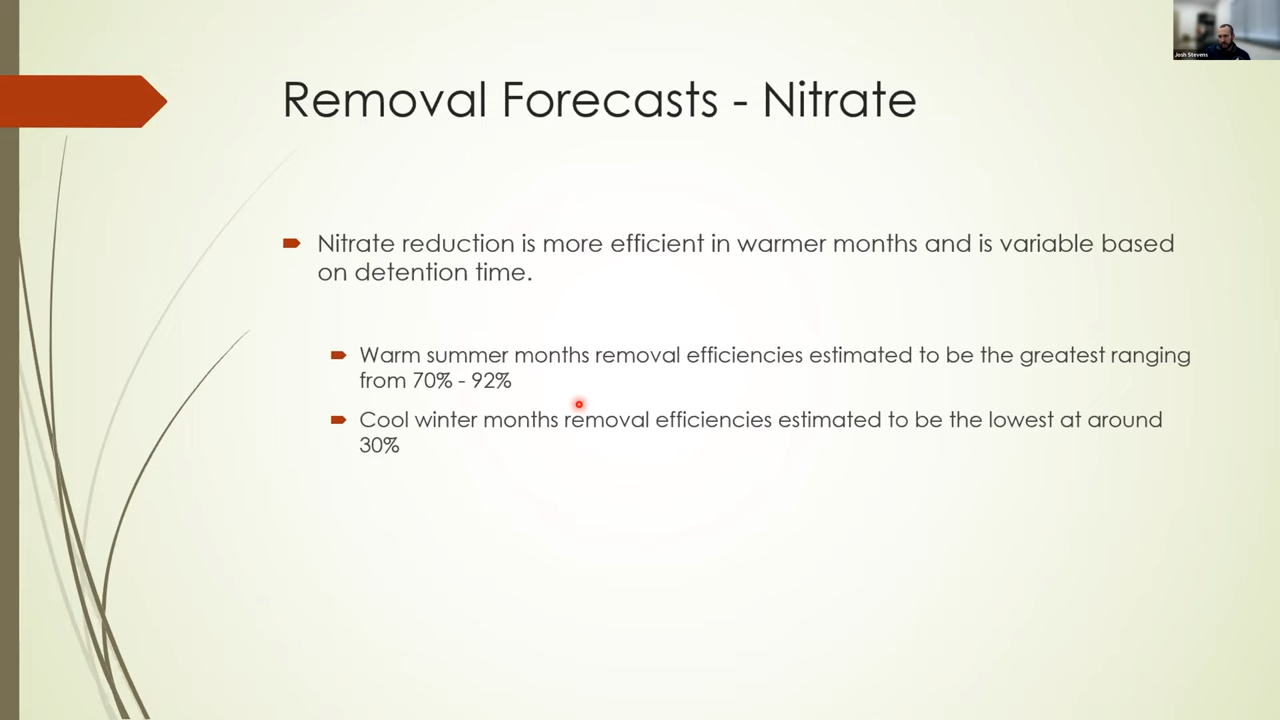 Josh Stevens
Removal Forecasts - Nitrate
Nitrate reduction is more efficient in warmer months and is variable based
on detention time.
Warm summer months removal efficiencies estimated to be the greatest ranging
from 70% - 92%
Cool winter months removal efficiencies estimated to be the lowest at around
30%